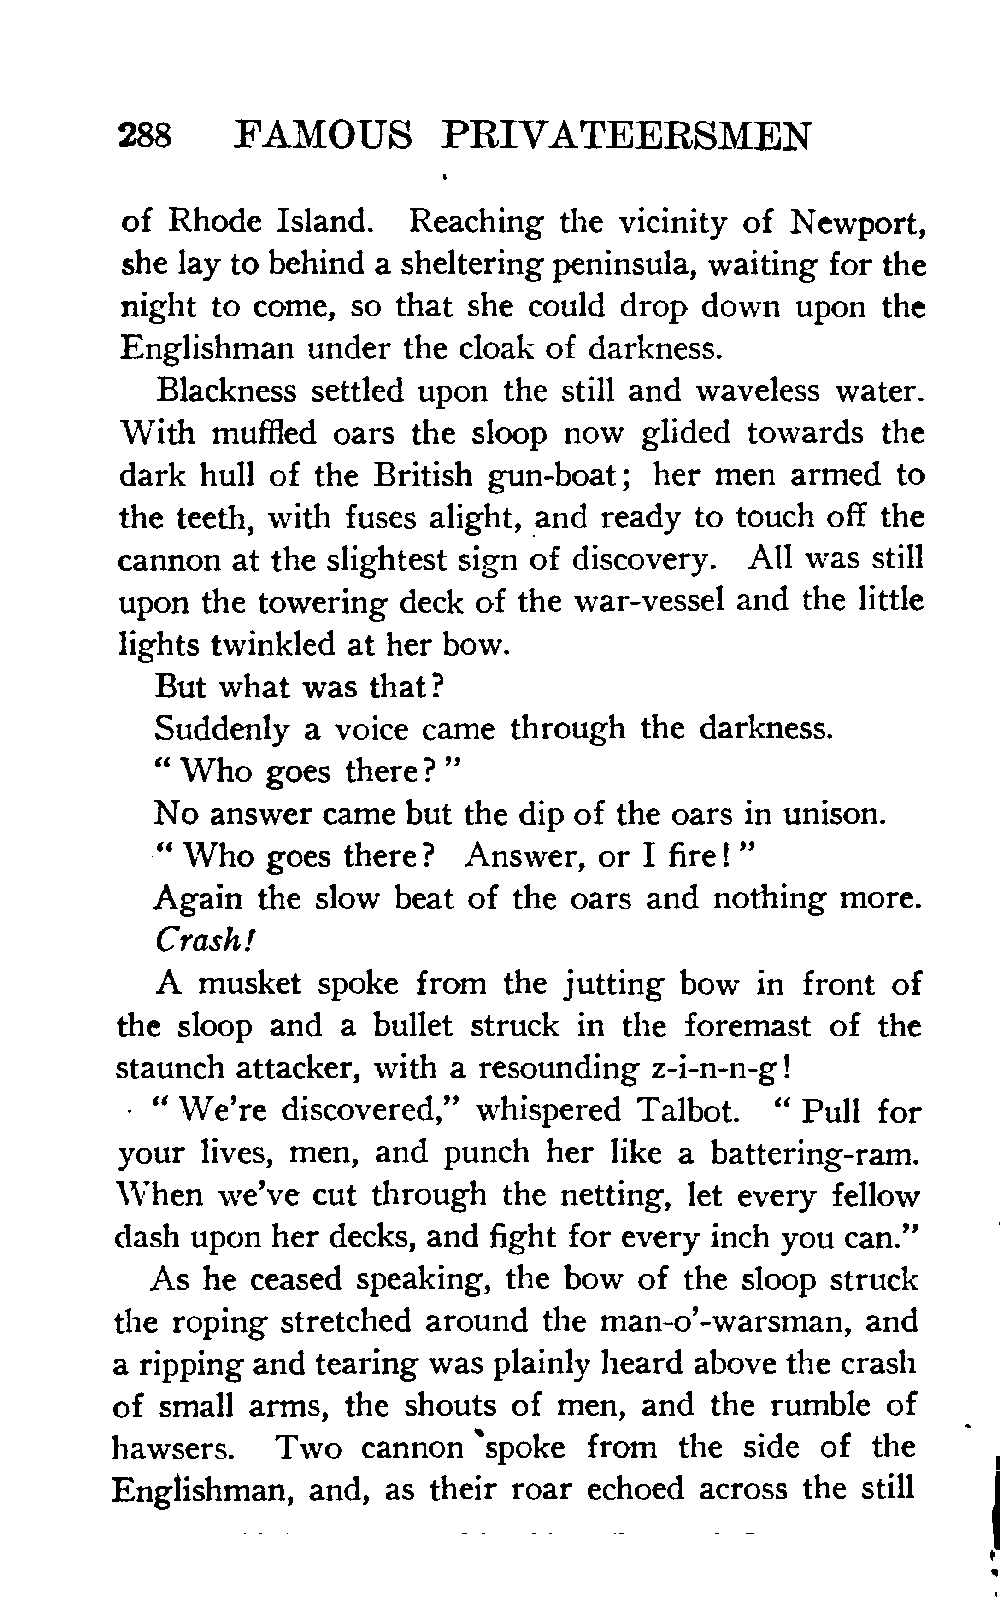 288 FAMOUS PRIVATEERSMEN
of Rhode Island. Reaching the vicinity of Newport,
she lay to behind a sheltering peninsula, waiting for the
night to come, so that she could drop down upon the
Englishman under the cloak of darkness.
Blackness settled upon the still and waveless water.
With muffled oars the sloop now glided towards the
dark hull of the British gun-boat; her men armed to
the teeth, with fuses alight, and ready to touch off the
cannon at the slightest sign of discovery. All was still
upon the towering deck of the war-vessel and the little
lights twinkled at her bow.
But what was that?
Suddenly a voice came through the darkness.
" Who goes there? "
No answer came but the dip of the oars in unison.
" Who goes there? Answer, or I fire! "
Again the slow beat of the oars and nothing more.
Crash!
A musket spoke from the jutting bow in front of
the sloop and a bullet struck in the foremast of the
staunch attacker, with a resounding z-i-n-n-g!
" We're discovered," whispered Talbot. " Pull for
your lives, men, and punch her like a battering-ram.
When we've cut through the netting, let every fellow
dash upon her decks, and fight for every inch you can."
As he ceased speaking, the bow of the sloop struck
the roping stretched around the man-o'-warsman, and
a ripping and tearing was plainly heard above the crash
of small arms, the shouts of men, and the rumble of
hawsers. Two cannon spoke from the side of the
Englishman, and, as their roar echoed across the still